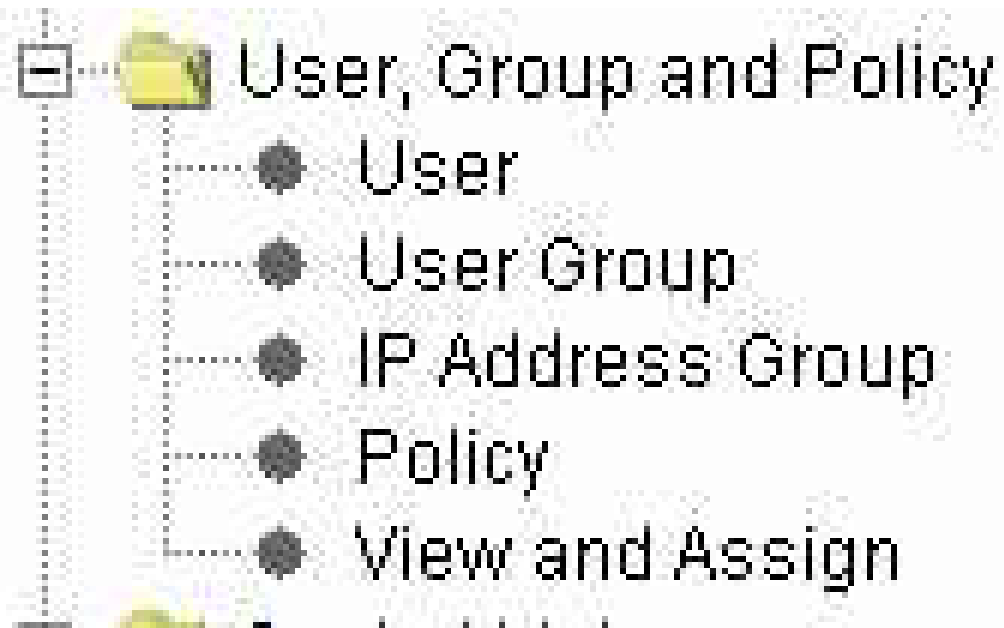 User, Group and Policy
User
User Group
IP Address Group
Policy
View and Assign